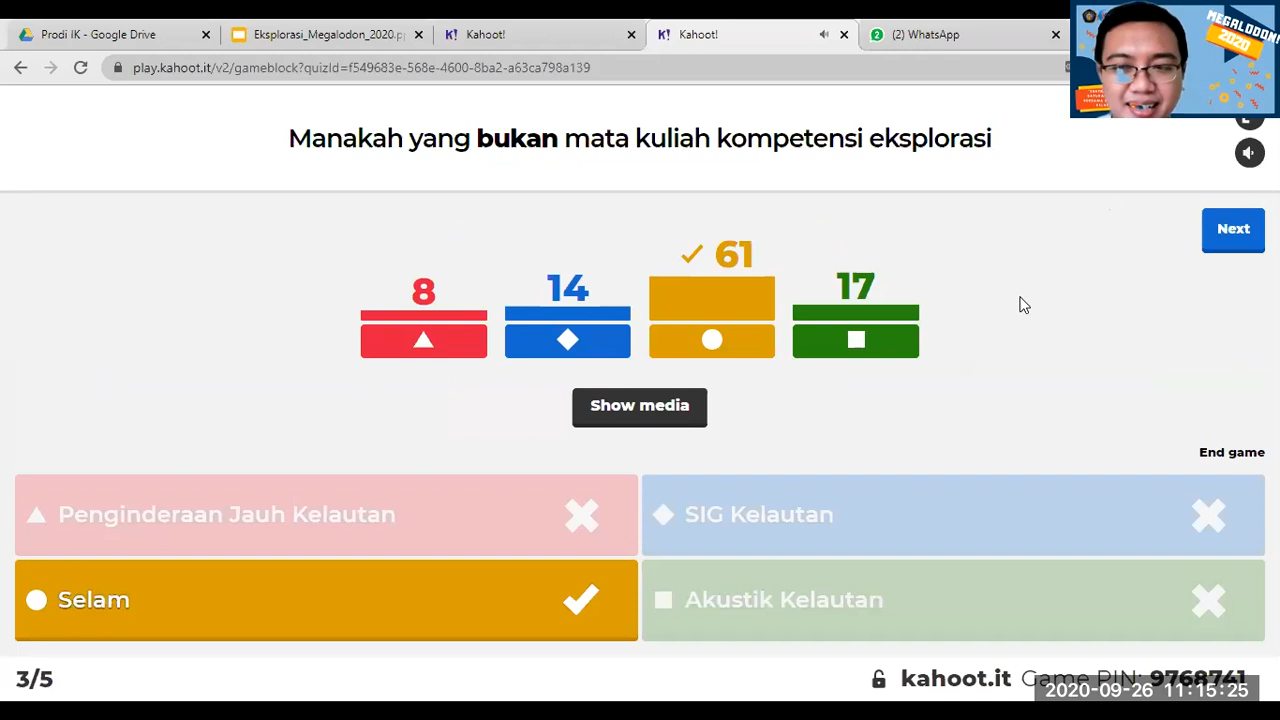 Prodi IK - Google Drive
Eksplorasi_Megalodon_2020.p
Kahoot!
Kahoot!
(2) WhatsApp
play.kahoot.it/v2/gameblock?quizId=f549683e-568e-4600-8ba2-a63ca798a139
MEGALODON!
2020
Manakah yang bukan mata kuliah kompetensi eksplorasi
Next
8
14
61
17
Show media
End game
Penginderaan Jauh Kelautan
SIG Kelautan
Selam
Akustik Kelautan
3/5
kahoot.it Game PIN: 9768741
2020-09-26 11:15:25